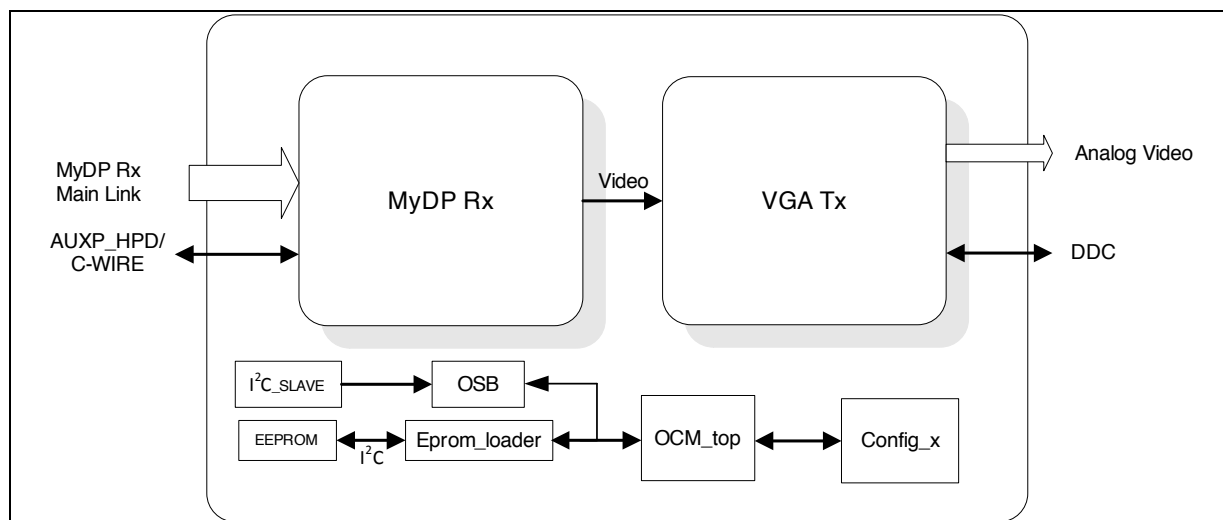 MyDP Rx
Main Link
AUXP_HPD/
C-WIRE
MyDP Rx
Video
VGA Tx
Analog Video
DDC
I²C_SLAVE
OSB
EEPROM
I²C
Eprom_loader
OCM_top
Config_x